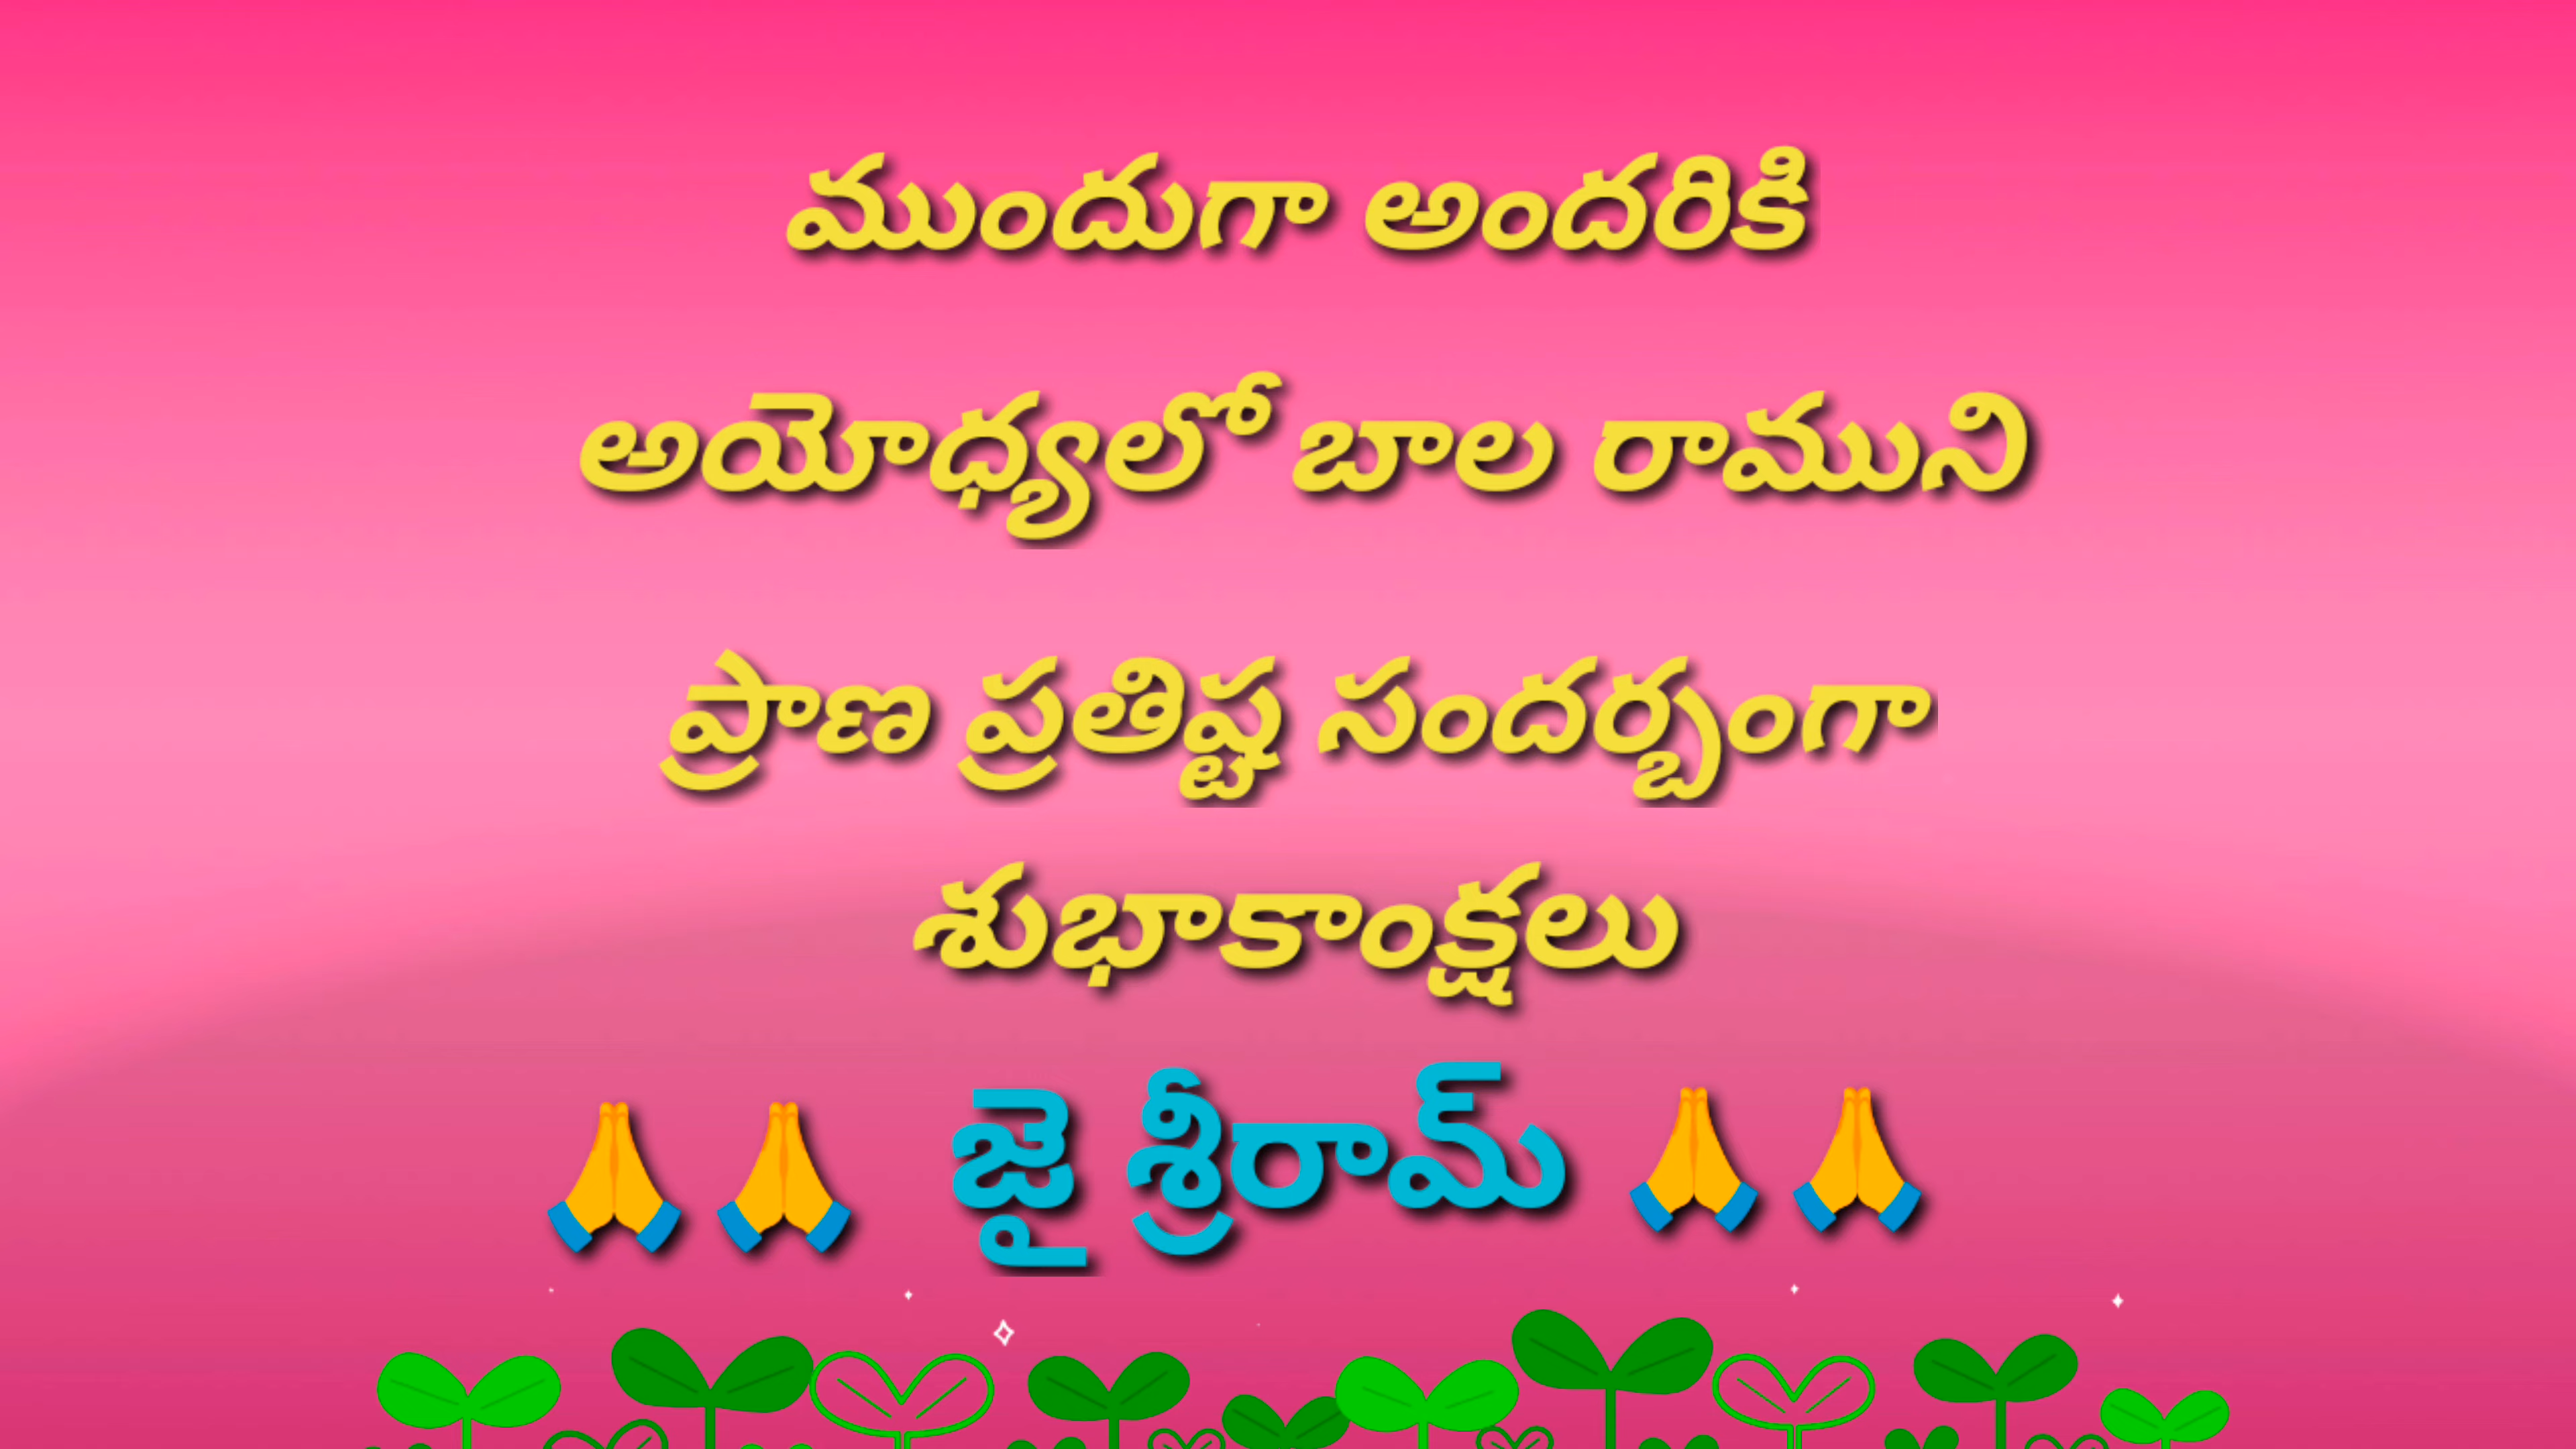 ముందుగా అందరికి
అయోధ్యలో బాల రాముని
ప్రాణ ప్రతిష్ట సందర్బంగా
శుభాకాంక్షలు
🙏🙏 జై శ్రీరామ్ 🙏🙏